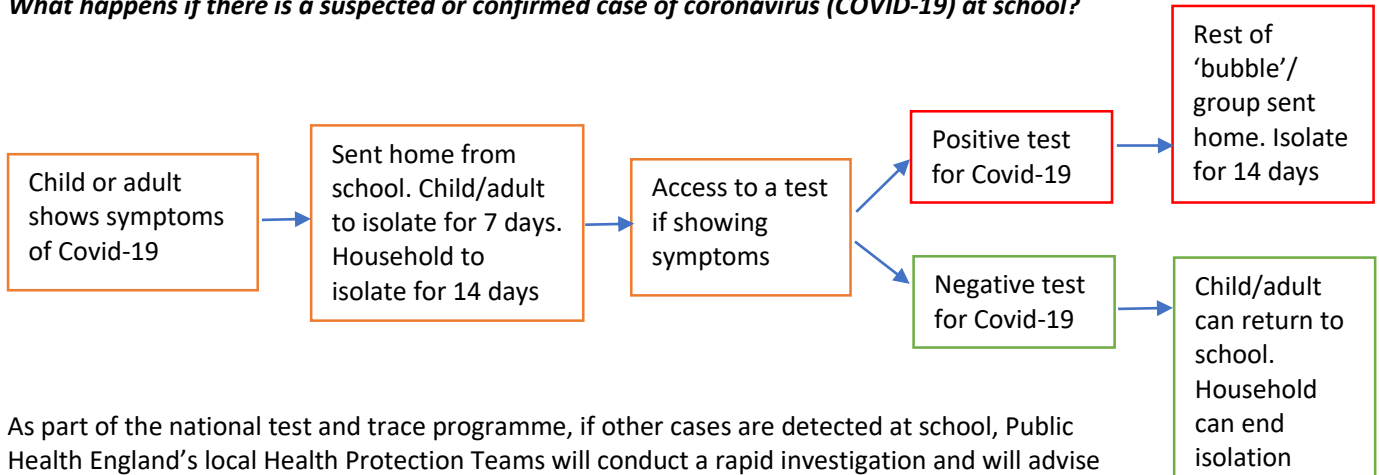 What happens if there is a suspected or confirmed case of coronavirus (COVID-19) at school?
Child or adult
shows symptoms
of Covid-19
Sent home from
school. Child/adult
to isolate for 7 days.
Household to
isolate for 14 days
Access to a test
if showing
symptoms
Positive test
for Covid-19
Rest of
‘bubble’/
group sent
home. Isolate
for 14 days
Negative test
for Covid-19
Child/adult
can return to
school.
Household
can end
isolation
As part of the national test and trace programme, if other cases are detected at school, Public
Health England’s local Health Protection Teams will conduct a rapid investigation and will advise